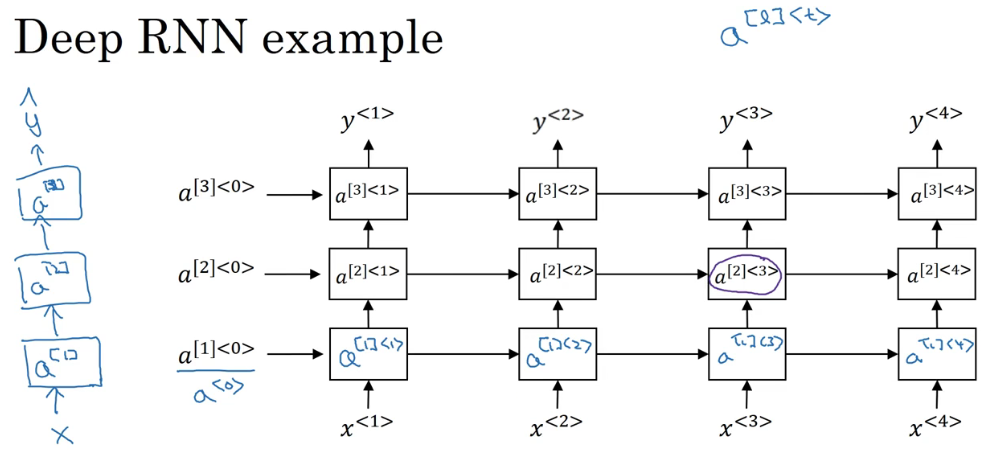 Deep RNN example
a^{[l]<t>}
ŷ
a^{[3]}
a^{[2]}
a^{[1]}
x
y^{<1>} y^{<2>} y^{<3>} y^{<4>}
a^{[3]<0>} a^{[3]<1>} a^{[3]<2>} a^{[3]<3>} a^{[3]<4>}
a^{[2]<0>} a^{[2]<1>} a^{[2]<2>} a^{[2]<3>} a^{[2]<4>}
a^{[1]<0>} a^{[1]<1>} a^{[1]<2>} a^{[1]<3>} a^{[1]<4>}
a^{<0>}
x^{<1>} x^{<2>} x^{<3>} x^{<4>}